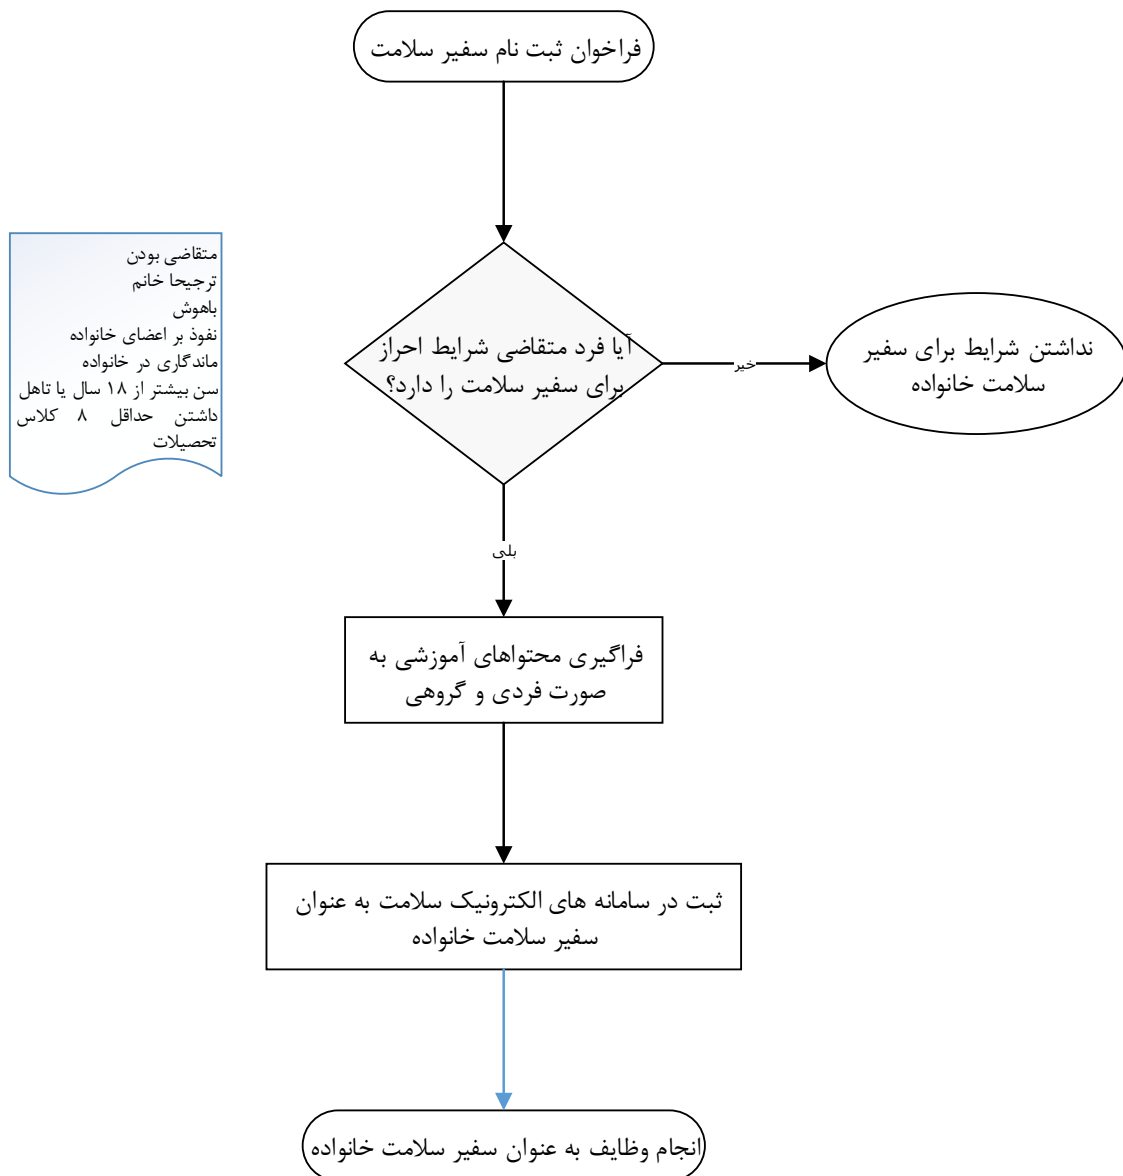 فراخوان ثبت نام سفیر سلامت
متقاضی بودن
ترجیحا خانم
باهوش
نفوذ بر اعضای خانواده
ماندگاری در خانواده
سن بیشتر از ۱۸ سال یا تاهل
داشتن حداقل ۸ کلاس
تحصیلات
آیا فرد متقاضی شرایط احراز
برای سفیر سلامت را دارد؟
خیر
نداشتن شرایط برای سفیر
سلامت خانواده
بلی
فراگیری محتواهای آموزشی به
صورت فردی و گروهی
ثبت در سامانه های الکترونیک سلامت به عنوان
سفیر سلامت خانواده
انجام وظایف به عنوان سفیر سلامت خانواده